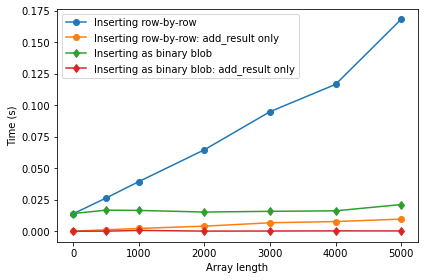 0.175
0.150
0.125
0.100
0.075
0.050
0.025
0.000
Time (s)
Inserting row-by-row
Inserting row-by-row: add_result only
Inserting as binary blob
Inserting as binary blob: add_result only
0 1000 2000 3000 4000 5000
Array length